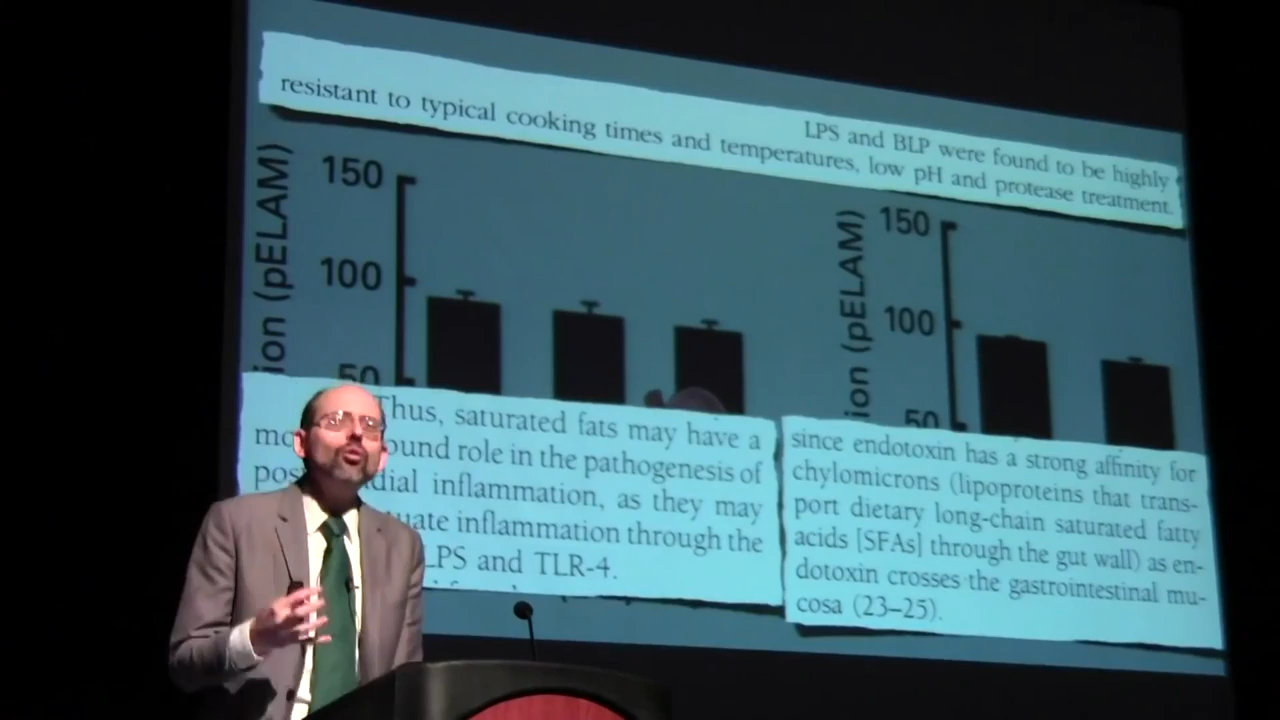 LPS and BLP were found to be highly
resistant to typical cooking times and temperatures, low pH and protease treatment.
ion (pELAM)
150
100
50
ion (pELAM)
150
100
50
Thus, saturated fats may have a
mo ound role in the pathogenesis of
pos dial inflammation, as they may
uate inflammation through the
LPS and TLR-4.
since endotoxin has a strong affinity for
chylomicrons (lipoproteins that trans-
port dietary long-chain saturated fatty
acids [SFAs] through the gut wall) as en-
dotoxin crosses the gastrointestinal mu-
cosa (23–25).